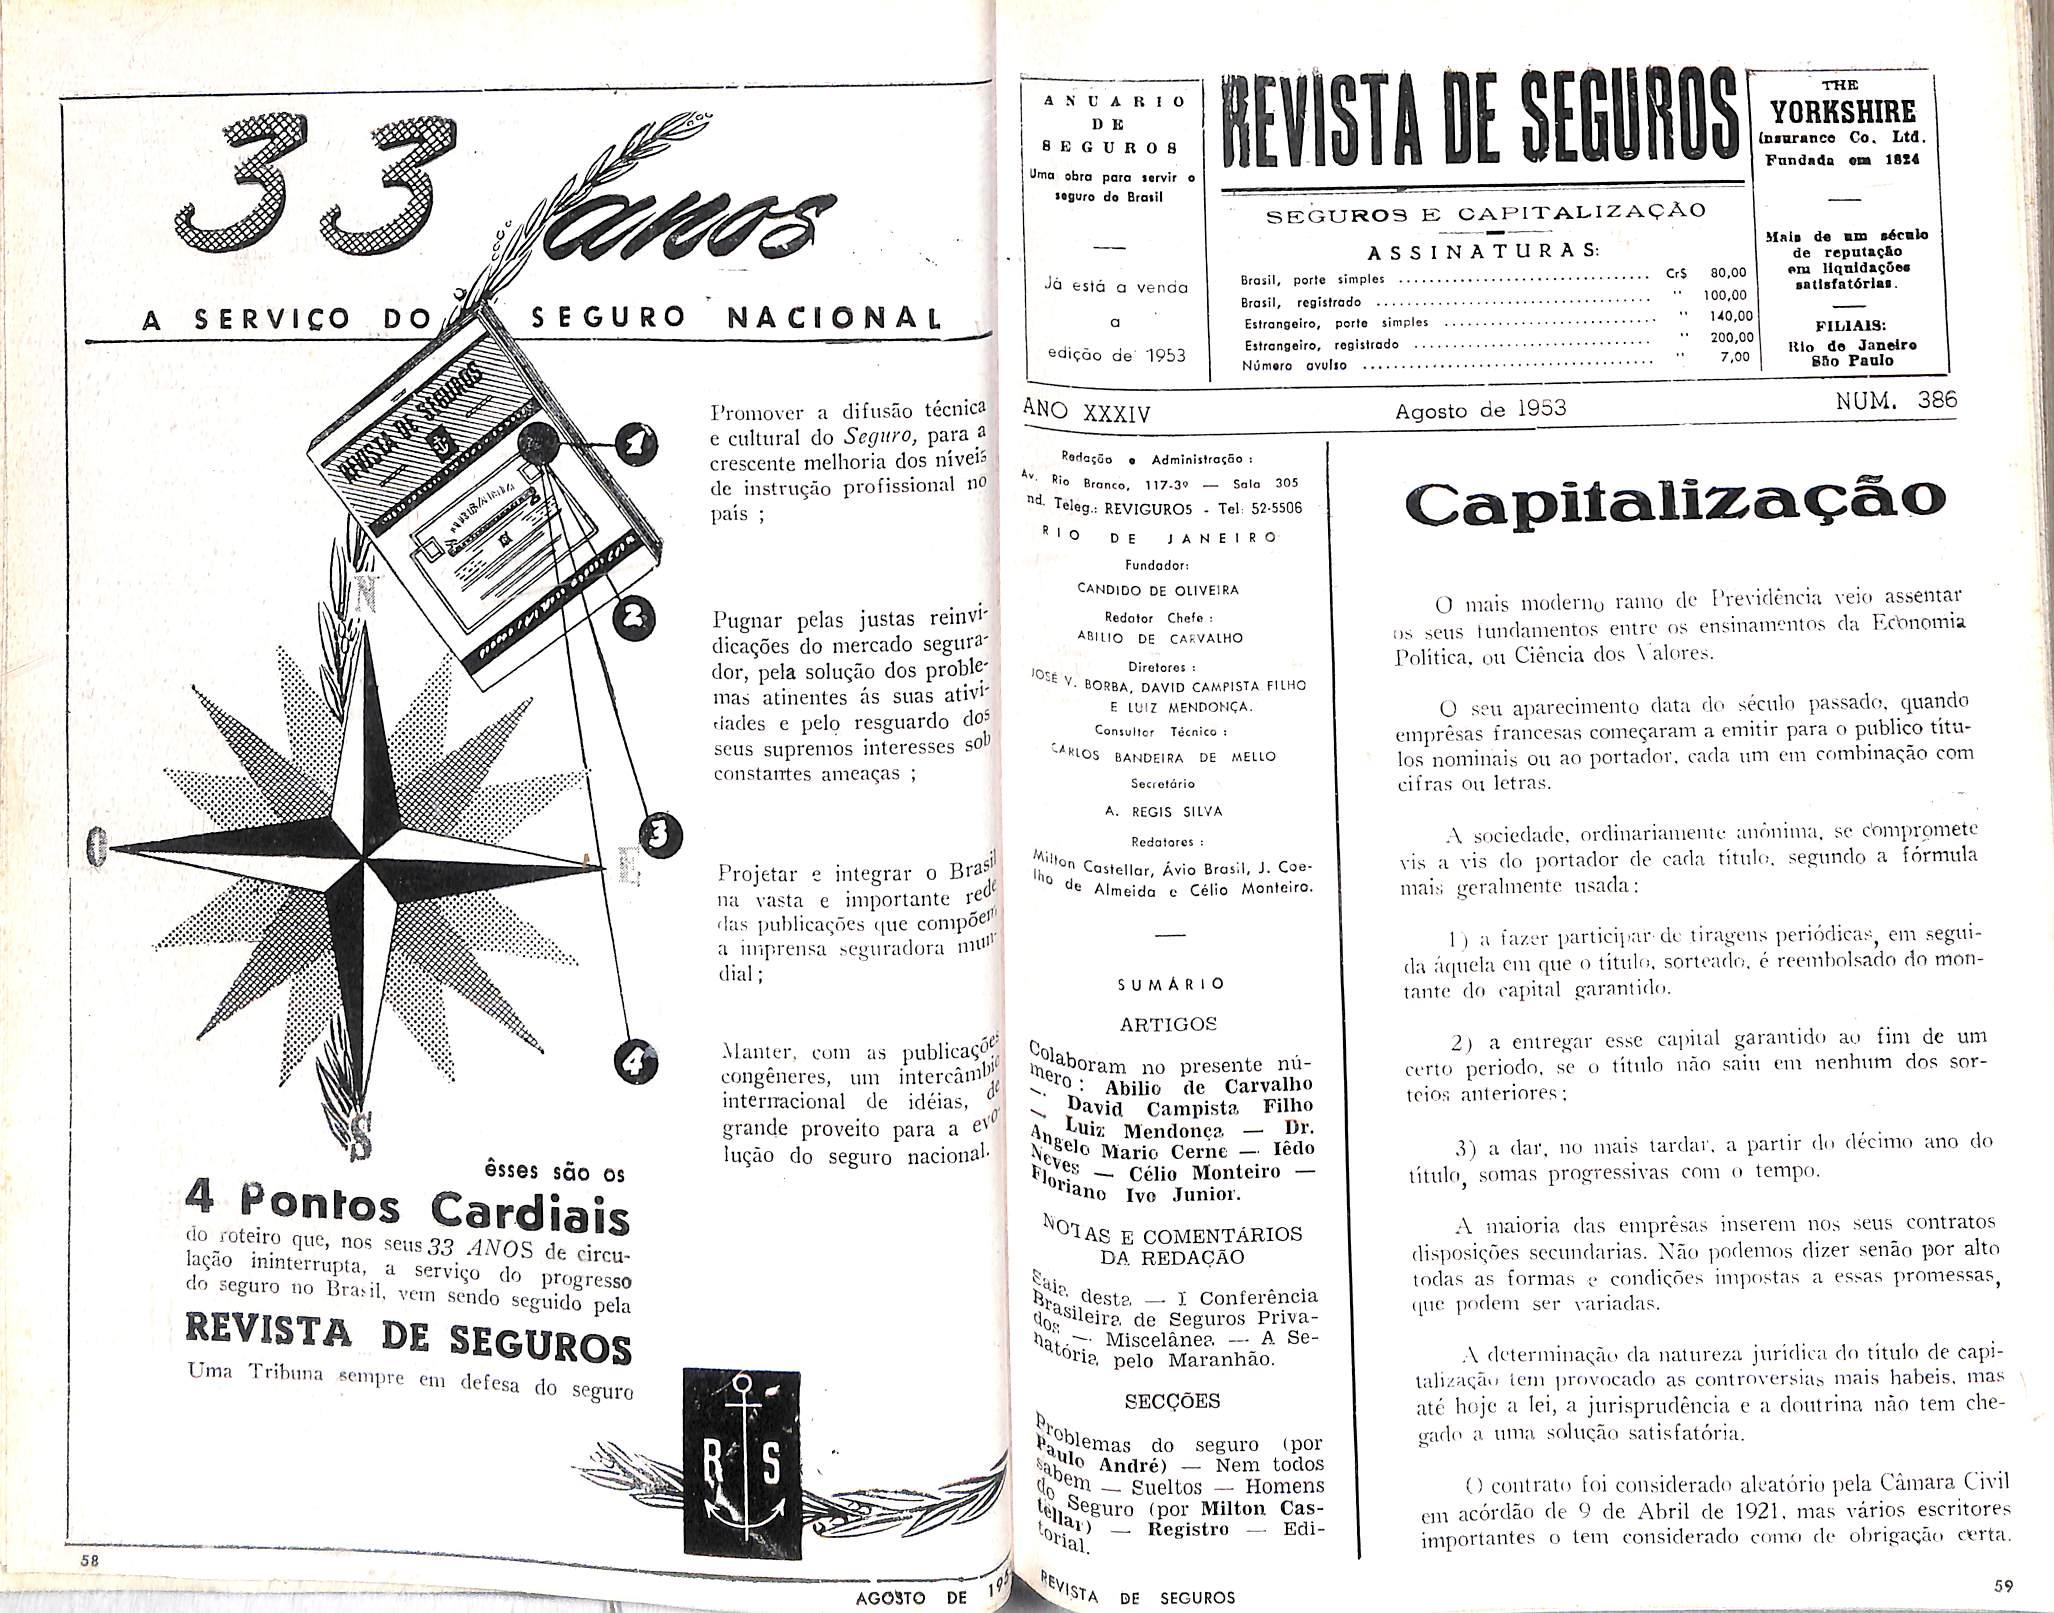 33 anos
A SERVIÇO DO SEGURO NACIONAL
REVISTA DE SEGUROS
1
Promover a difusão técnica
e cultural do Seguro, para a
crescente melhoria dos níveis
de instrução profissional no
país ;
2
Pugnar pelas justas reinvi-
dicações do mercado segura-
dor, pela solução dos proble-
mas atinentes ás suas ativi-
dades e pelo resguardo dos
seus supremos interesses sob
constantes ameaças ;
3
Projetar e integrar o Brasil
na vasta e importante rede
das publicações que compõem
a imprensa seguradora mun-
dial ;
4
Manter, com as publicações
congêneres, um intercâmbio
internacional de idéias, de
grande proveito para a evo-
lução do seguro nacional.
N
O
E
S
êsses são os
4 Pontos Cardiais
do roteiro que, nos seus 33 ANOS de circu-
lação ininterrupta, a serviço do progresso
do seguro no Brasil, vem sendo seguido pela
REVISTA DE SEGUROS
Uma Tribuna sempre em defesa do seguro
R S
58
AGOSTO DE 195
ANUARIO
DE
SEGUROS
Uma obra para servir o
seguro do Brasil
Já está a venda
a
edição de 1953
REVISTA DE SEGUROS
SEGUROS E CAPITALIZAÇÃO
ASSINATURAS:
Brasil, porte simples ................ Cr$ 80,00
Brasil, registrado ................ " 100,00
Estrangeiro, porte simples ................ " 140,00
Estrangeiro, registrado ................ " 200,00
Número avulso ................ " 7,00
THE
YORKSHIRE
Insurance Co. Ltd.
Fundada em 1824
Mais de um século
de reputação
em liquidações
satisfatórias.
FILIAIS:
Rio de Janeiro
São Paulo
ANO XXXIV
Agosto de 1953
NUM. 386
Redação e Administração :
Av. Rio Branco, 117-3º — Sala 305
nd. Teleg.: REVIGUROS - Tel: 52-5506
RIO DE JANEIRO
Fundador:
CANDIDO DE OLIVEIRA
Redator Chefe :
ABILIO DE CARVALHO
Diretores :
JOSÉ V. BORBA, DAVID CAMPISTA FILHO
E LUIZ MENDONÇA.
Consultor Técnico :
CARLOS BANDEIRA DE MELLO
Secretário
A. REGIS SILVA
Redatores :
Milton Castellar, Ávio Brasil, J. Coe-
lho de Almeida e Célio Monteiro.
SUMÁRIO
ARTIGOS
Colaboram no presente nú-
mero : Abilio de Carvalho
— David Campista Filho
— Luiz Mendonça — Dr.
Angelo Mario Cerne — Iêdo
Neves — Célio Monteiro —
Floriano Ivo Junior.
NOTAS E COMENTÁRIOS
DA REDAÇÃO
Saia desta — I Conferência
Brasileira de Seguros Priva-
dos — Miscelânea — A Se-
natória pelo Maranhão.
SECÇÕES
Problemas do seguro (por
Paulo André) — Nem todos
sabem — Sueltos — Homens
do Seguro (por Milton Cas-
tellar) — Registro — Edi-
torial.
Capitalização
O mais moderno ramo de Previdência veio assentar
os seus fundamentos entre os ensinamentos da Economia
Política, ou Ciência dos Valores.
O seu aparecimento data do século passado, quando
emprêsas francesas começaram a emitir para o publico títu-
los nominais ou ao portador, cada um em combinação com
cifras ou letras.
A sociedade, ordinariamente anônima, se compromete
vis a vis do portador de cada título, segundo a fórmula
mais geralmente usada :
1) a fazer participar de tiragens periódicas, em segui-
da áquela em que o título, sorteado, é reembolsado do mon-
tante do capital garantido.
2) a entregar esse capital garantido ao fim de um
certo periodo, se o título não saiu em nenhum dos sor-
teios anteriores ;
3) a dar, no mais tardar, a partir do décimo ano do
título, somas progressivas com o tempo.
A maioria das emprêsas inserem nos seus contratos
disposições secundarias. Não podemos dizer senão por alto
todas as formas e condições impostas a essas promessas,
que podem ser variadas.
A determinação da natureza jurídica do título de capi-
talização tem provocado as controversias mais habeis, mas
até hoje a lei, a jurisprudência e a doutrina não tem che-
gado a uma solução satisfatória.
O contrato foi considerado aleatório pela Câmara Civil
em acórdão de 9 de Abril de 1921, mas vários escritores
importantes o tem considerado como de obrigação certa.
REVISTA DE SEGUROS
59